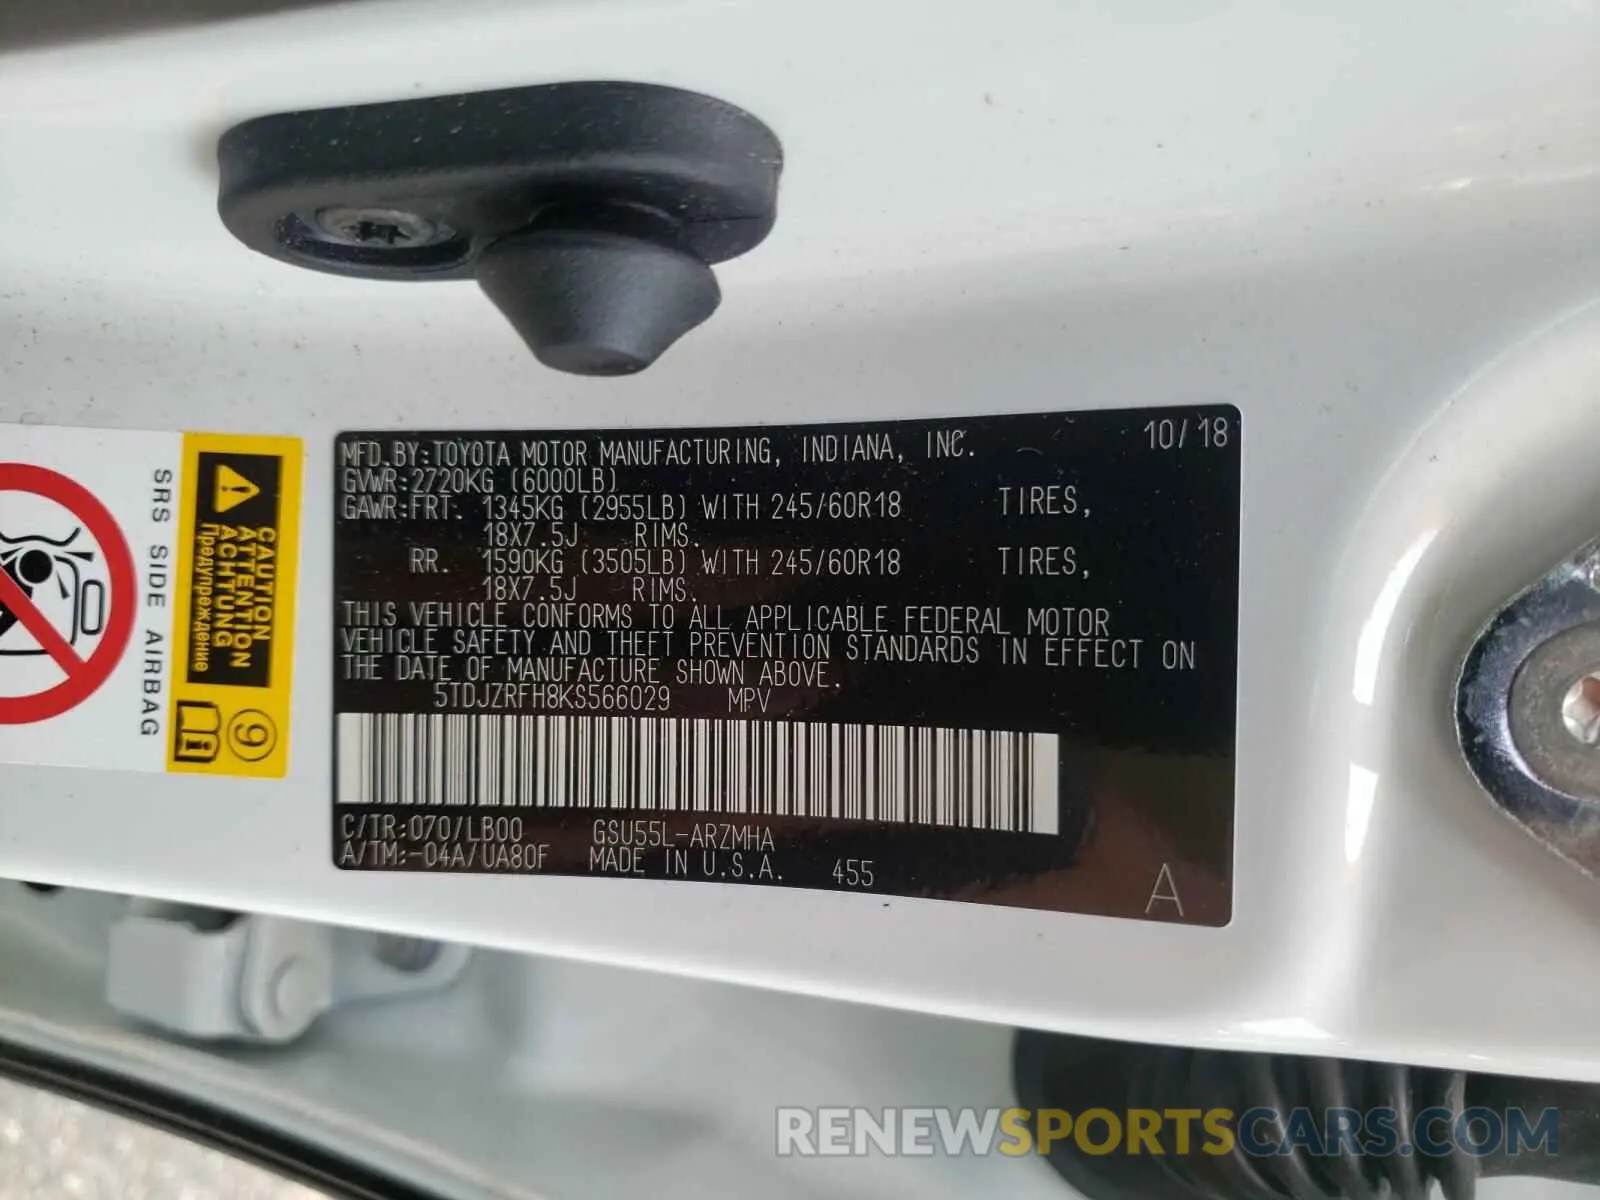 MFD.BY:TOYOTA MOTOR MANUFACTURING, INDIANA, INC. 10/18
GVWR:2720KG (6000LB)
GAWR:FRT. 1345KG (2955LB) WITH 245/60R18 TIRES,
18X7.5J RIMS.
RR. 1590KG (3505LB) WITH 245/60R18 TIRES,
18X7.5J RIMS.
THIS VEHICLE CONFORMS TO ALL APPLICABLE FEDERAL MOTOR
VEHICLE SAFETY AND THEFT PREVENTION STANDARDS IN EFFECT ON
THE DATE OF MANUFACTURE SHOWN ABOVE.
5TDJZRFH8KS566029 MPV
C/TR:070/LB00 GSU55L-ARZMHA
A/TM:-04A/UA80F MADE IN U.S.A. 455 A
CAUTION
ATTENTION
ACHTUNG
Предупреждение
9
SRS SIDE AIRBAG
RENEWSPORTSCARS.COM